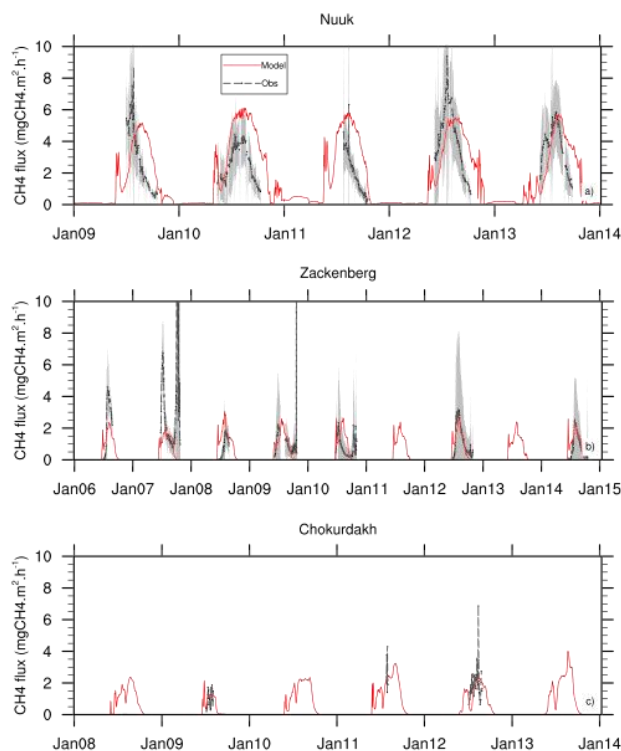 Nuuk
CH4 flux (mgCH4.m².h⁻¹)
10
8
6
4
2
0
Model
Obs
a)
Jan09 Jan10 Jan11 Jan12 Jan13 Jan14
Zackenberg
CH4 flux (mgCH4.m².h⁻¹)
10
8
6
4
2
0
b)
Jan06 Jan07 Jan08 Jan09 Jan10 Jan11 Jan12 Jan13 Jan14 Jan15
Chokurdakh
CH4 flux (mgCH4.m².h⁻¹)
10
8
6
4
2
0
c)
Jan08 Jan09 Jan10 Jan11 Jan12 Jan13 Jan14